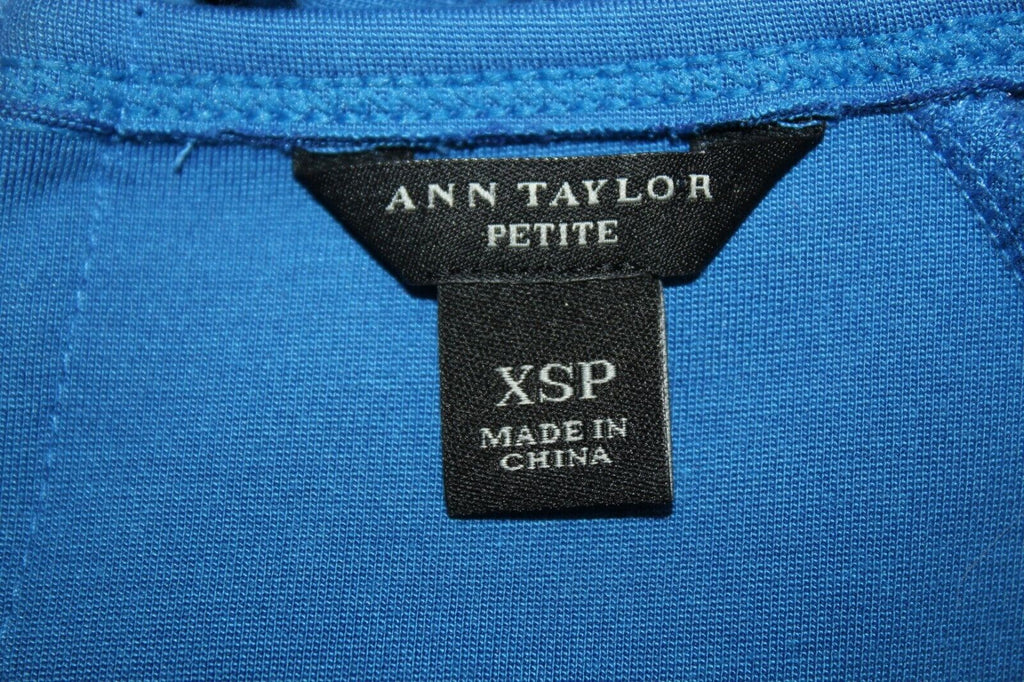 ANN TAYLOR
PETITE
XSP
MADE IN
CHINA